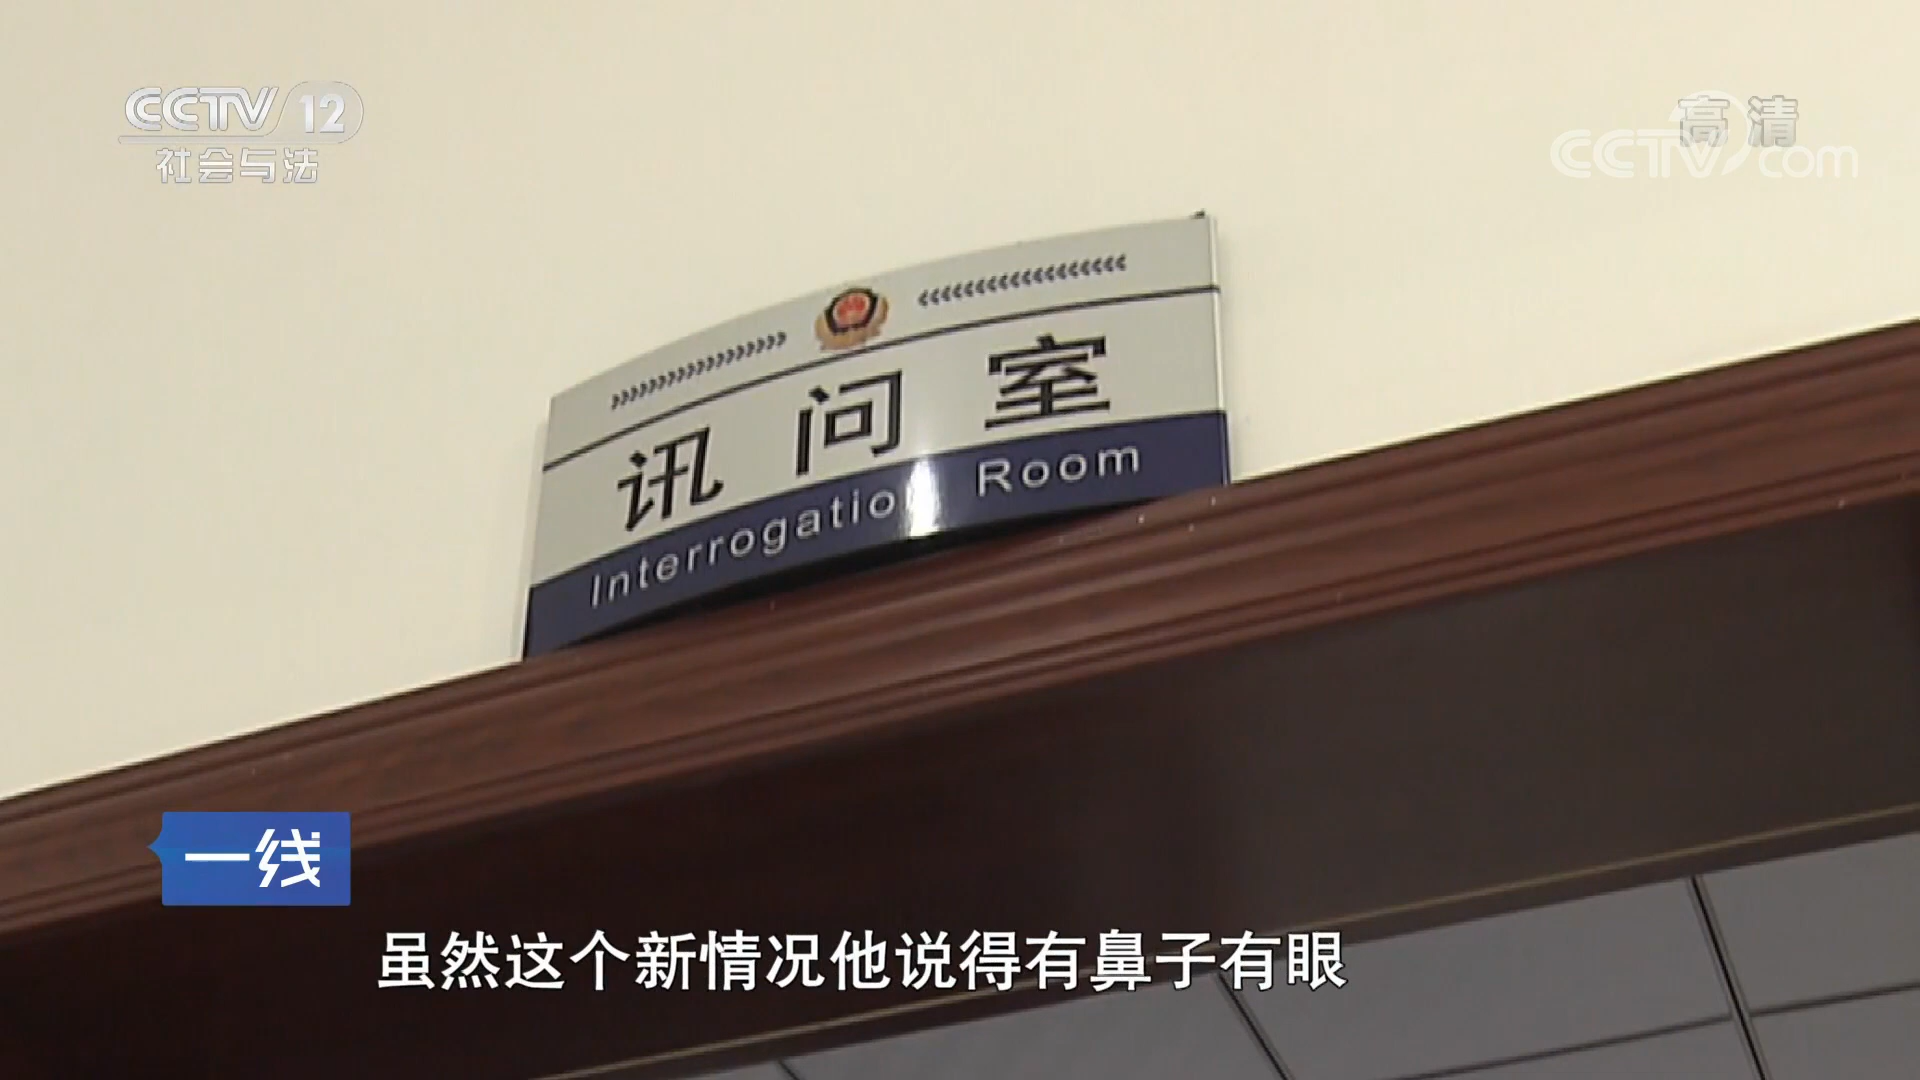 CCTV 12
社会与法
高清
CCTV.com
讯问室
Interrogation Room
一线
虽然这个新情况他说得有鼻子有眼